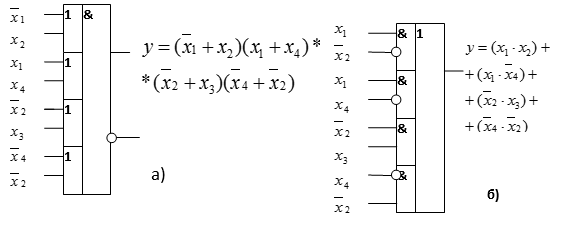 x̄1
x2
x1
x4
x̄2
x3
x̄4
x̄2
1 &
1
1
1
y = (x̄1 + x2)(x1 + x4) *
* (x̄2 + x3)(x̄4 + x̄2)
а)
x1
x̄2
x1
x4
x̄2
x3
x4
x̄2
& 1
&
&
&
y = (x1 · x2) +
+ (x1 · x̄4) +
+ (x̄2 · x3) +
+ (x̄4 · x̄2)
б)